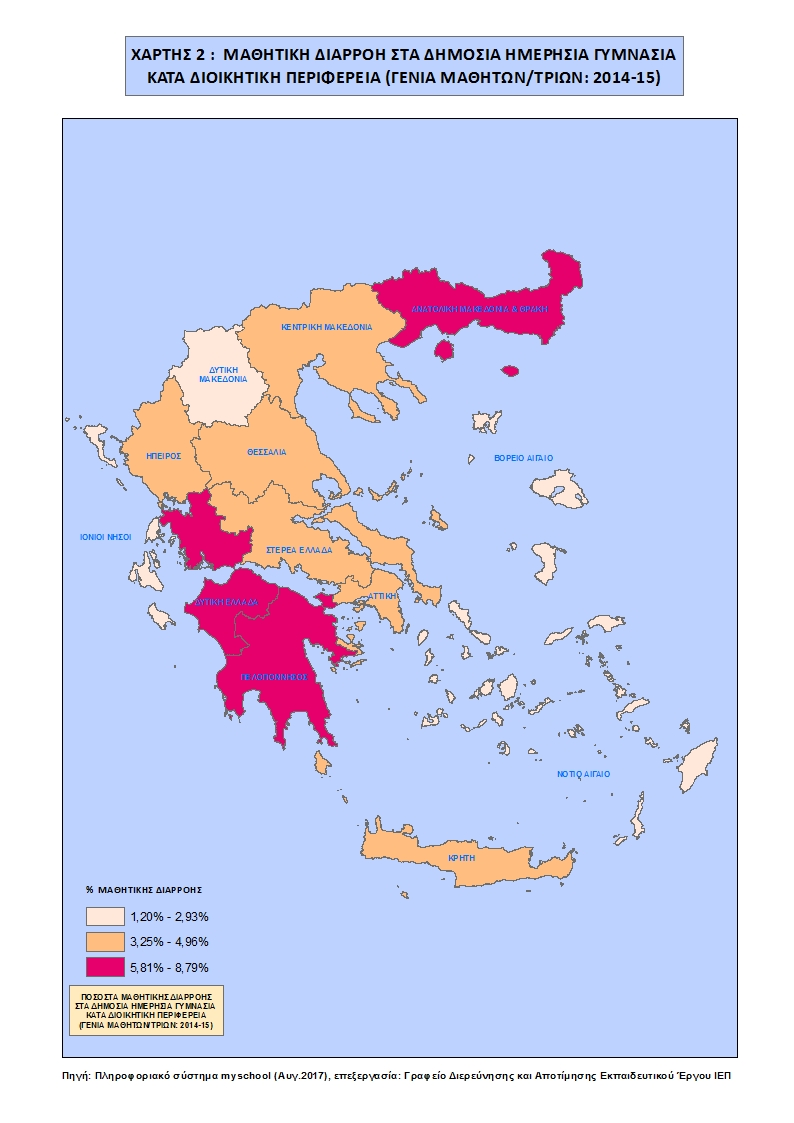 ΧΑΡΤΗΣ 2 : ΜΑΘΗΤΙΚΗ ΔΙΑΡΡΟΗ ΣΤΑ ΔΗΜΟΣΙΑ ΗΜΕΡΗΣΙΑ ΓΥΜΝΑΣΙΑ
ΚΑΤΑ ΔΙΟΙΚΗΤΙΚΗ ΠΕΡΙΦΕΡΕΙΑ (ΓΕΝΙΑ ΜΑΘΗΤΩΝ/ΤΡΙΩΝ: 2014-15)
ΑΝΑΤΟΛΙΚΗ ΜΑΚΕΔΟΝΙΑ & ΘΡΑΚΗ
ΚΕΝΤΡΙΚΗ ΜΑΚΕΔΟΝΙΑ
ΔΥΤΙΚΗ
ΜΑΚΕΔΟΝΙΑ
ΗΠΕΙΡΟΣ
ΘΕΣΣΑΛΙΑ
ΒΟΡΕΙΟ ΑΙΓΑΙΟ
ΙΟΝΙΟΙ ΝΗΣΟΙ
ΣΤΕΡΕΑ ΕΛΛΑΔΑ
ΑΤΤΙΚΗ
ΔΥΤΙΚΗ ΕΛΛΑΔΑ
ΠΕΛΟΠΟΝΝΗΣΟΣ
ΝΟΤΙΟ ΑΙΓΑΙΟ
ΚΡΗΤΗ
% ΜΑΘΗΤΙΚΗΣ ΔΙΑΡΡΟΗΣ
1,20% - 2,93%
3,25% - 4,96%
5,81% - 8,79%
ΠΟΣΟΣΤΑ ΜΑΘΗΤΙΚΗΣ ΔΙΑΡΡΟΗΣ
ΣΤΑ ΔΗΜΟΣΙΑ ΗΜΕΡΗΣΙΑ ΓΥΜΝΑΣΙΑ
ΚΑΤΑ ΔΙΟΙΚΗΤΙΚΗ ΠΕΡΙΦΕΡΕΙΑ
(ΓΕΝΙΑ ΜΑΘΗΤΩΝ/ΤΡΙΩΝ: 2014-15)
Πηγή: Πληροφοριακό σύστημα myschool (Αυγ.2017), επεξεργασία: Γραφείο Διερεύνησης και Αποτίμησης Εκπαιδευτικού Έργου ΙΕΠ